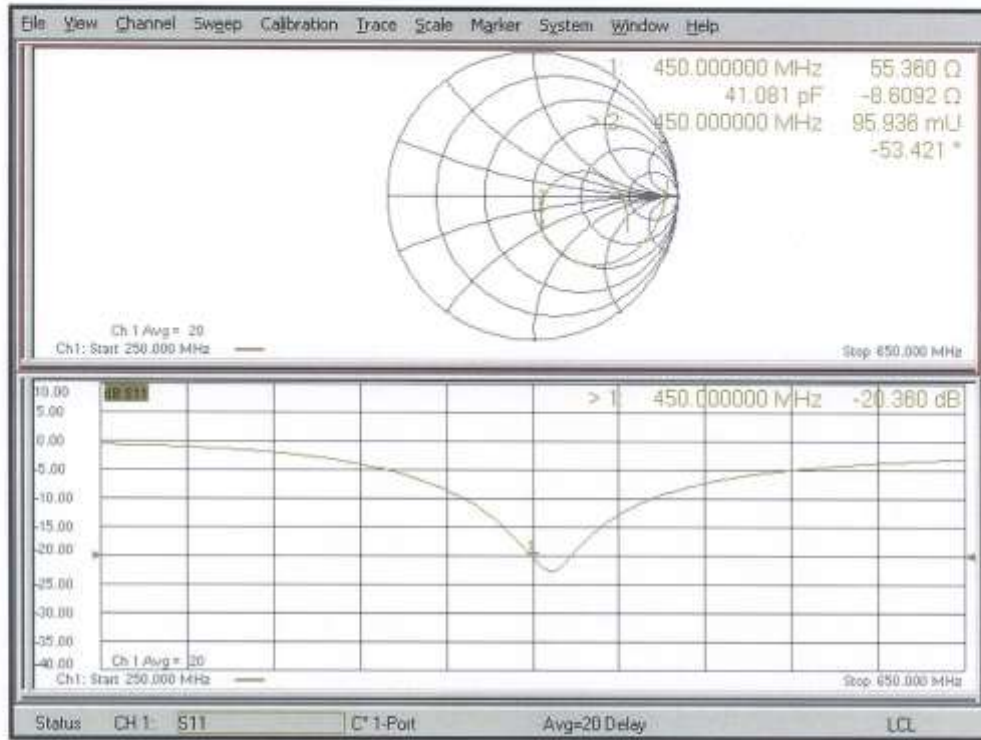 File View Channel Sweep Calibration Trace Scale Marker System Window Help
1 450.000000 MHz 55.360 Ω
41.081 pF -8.6092 Ω
> 2 450.000000 MHz 95.936 mU
-53.421 °
Ch 1 Avg = 20
Ch1: Start 250.000 MHz
Stop 650.000 MHz
10.00
dB S11
> 1 450.000000 MHz -20.360 dB
5.00
0.00
-5.00
-10.00
-15.00
1
-20.00
-25.00
-30.00
-35.00
-40.00
Ch 1 Avg = 20
Ch1: Start 250.000 MHz
Stop 650.000 MHz
Status CH 1: S11 C* 1-Port Avg=20 Delay LCL